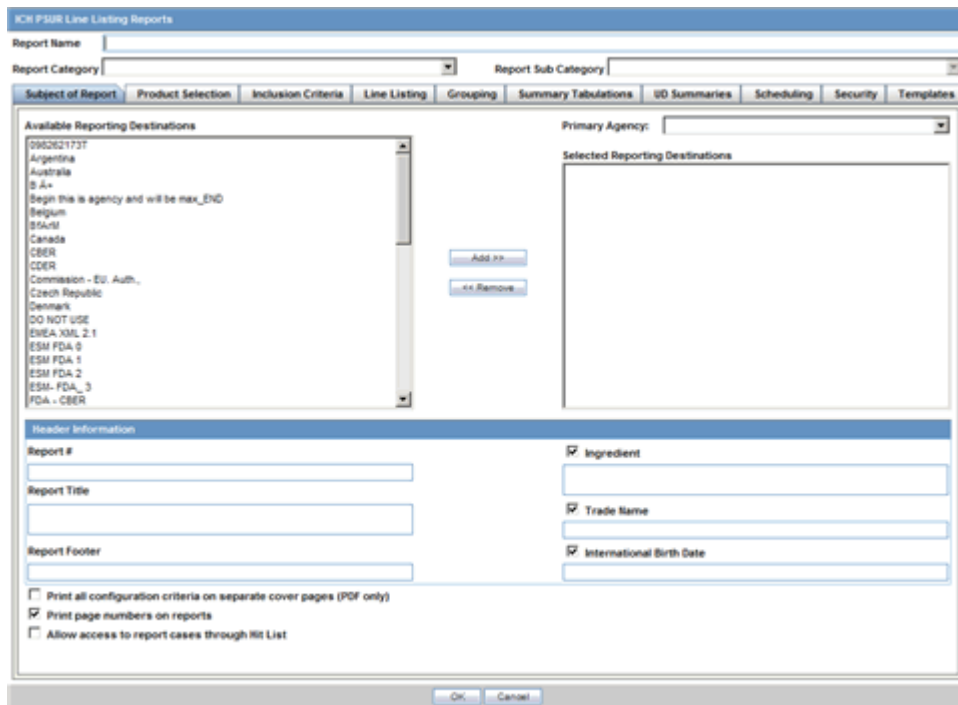 ICH PSUR Line Listing Reports
Report Name
Report Category
Report Sub Category
Subject of Report
Product Selection
Inclusion Criteria
Line Listing
Grouping
Summary Tabulations
UD Summaries
Scheduling
Security
Templates
Available Reporting Destinations
Primary Agency:
098262173T
Argentina
Australia
B Á+
Begin this is agency and will be max_END
Belgium
BfArM
Canada
CBER
CDER
Commission - EU. Auth.,
Czech Republic
Denmark
DO NOT USE
EMEA XML 2.1
ESM FDA 0
ESM FDA 1
ESM FDA 2
ESM- FDA_ 3
FDA - CBER
Add >>
<< Remove
Selected Reporting Destinations
Header Information
Report #
Report Title
Report Footer
Ingredient
Trade Name
International Birth Date
Print all configuration criteria on separate cover pages (PDF only)
Print page numbers on reports
Allow access to report cases through Hit List
OK
Cancel